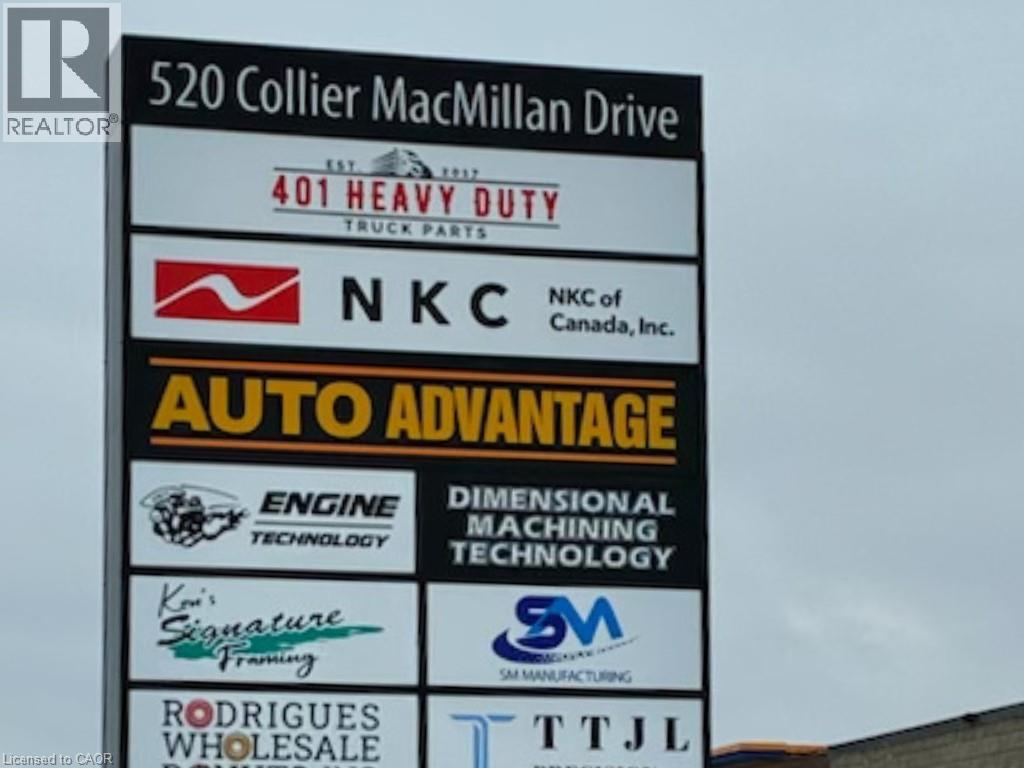 REALTOR®
520 Collier MacMillan Drive
EST. 2017
401 HEAVY DUTY
TRUCK PARTS
NKC
NKC of
Canada, Inc.
AUTO ADVANTAGE
ENGINE
TECHNOLOGY
DIMENSIONAL
MACHINING
TECHNOLOGY
Signature
Framing
SM
SM MANUFACTURING
RODRIGUES
WHOLESALE
TTJL
Licensed to CAOR